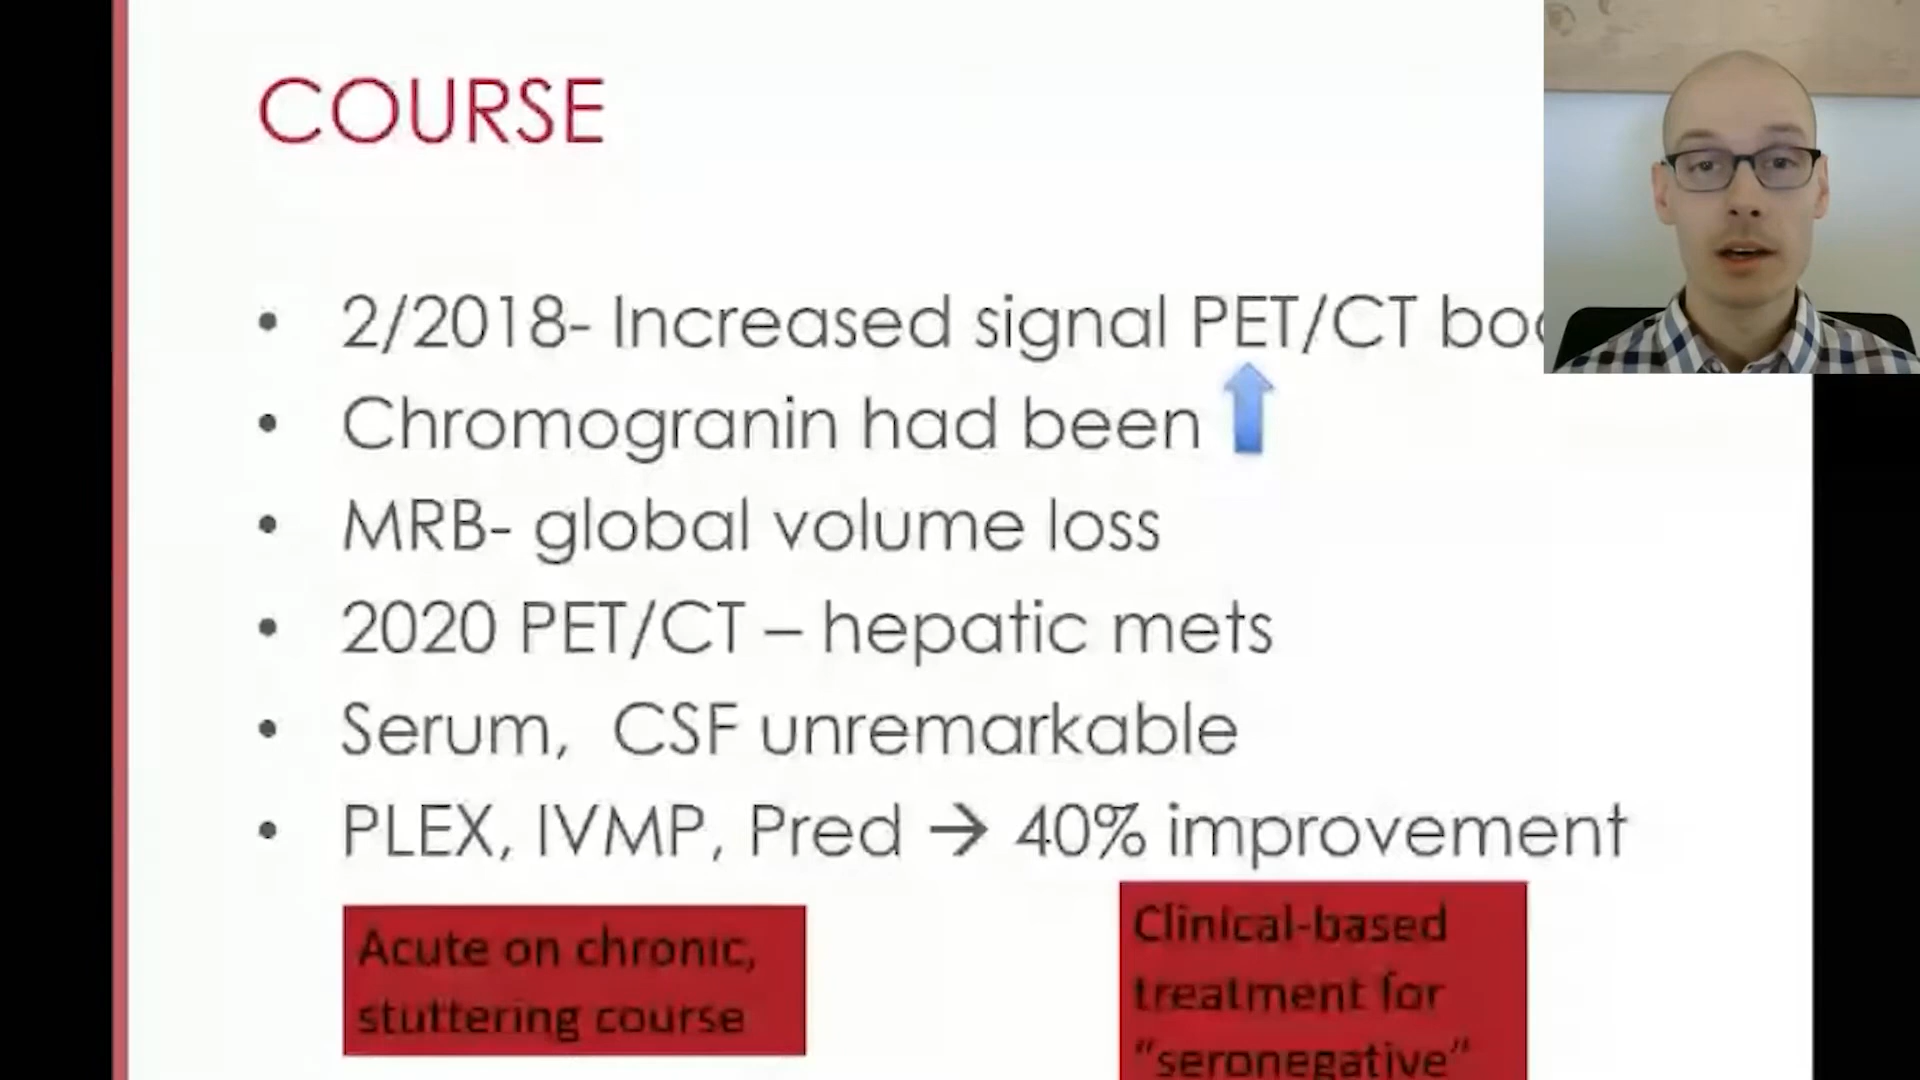 COURSE
• 2/2018- Increased signal PET/CT
• Chromogranin had been
• MRB- global volume loss
• 2020 PET/CT – hepatic mets
• Serum, CSF unremarkable
• PLEX, IVMP, Pred → 40% improvement
Acute on chronic,
stuttering course
Clinical-based
treatment for
"seronegative"